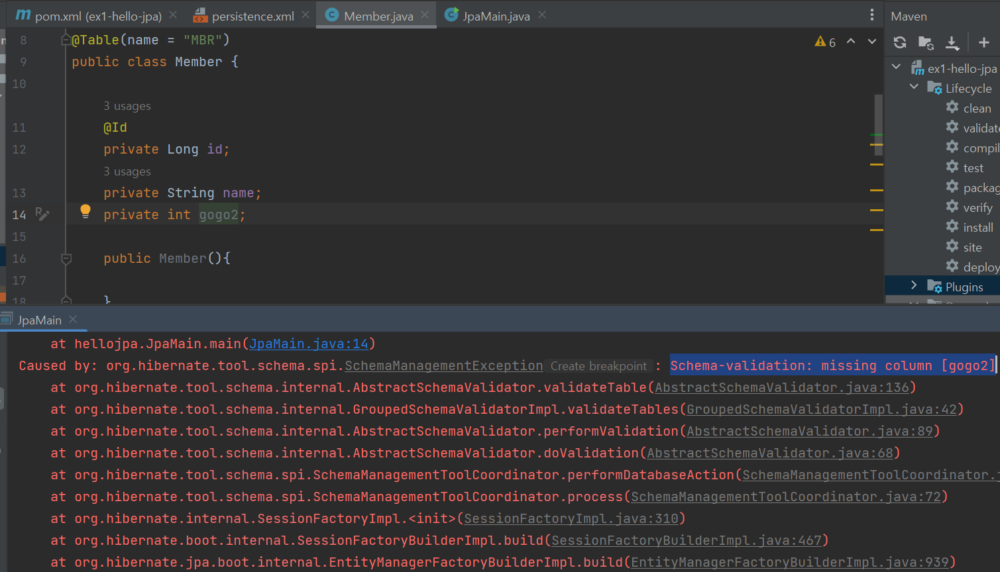 pom.xml (ex1-hello-jpa)
persistence.xml
Member.java
JpaMain.java
Maven
8 @Table(name = "MBR")
6
9 public class Member {
10
3 usages
11 @Id
12 private Long id;
3 usages
13 private String name;
14 private int gogo2;
15
16 public Member(){
17
18 }
ex1-hello-jpa
Lifecycle
clean
validate
compil
test
packag
verify
install
site
deploy
Plugins
JpaMain
at hellojpa.JpaMain.main(JpaMain.java:14)
Caused by: org.hibernate.tool.schema.spi.SchemaManagementException Create breakpoint : Schema-validation: missing column [gogo2]
at org.hibernate.tool.schema.internal.AbstractSchemaValidator.validateTable(AbstractSchemaValidator.java:136)
at org.hibernate.tool.schema.internal.GroupedSchemaValidatorImpl.validateTables(GroupedSchemaValidatorImpl.java:42)
at org.hibernate.tool.schema.internal.AbstractSchemaValidator.performValidation(AbstractSchemaValidator.java:89)
at org.hibernate.tool.schema.internal.AbstractSchemaValidator.doValidation(AbstractSchemaValidator.java:68)
at org.hibernate.tool.schema.spi.SchemaManagementToolCoordinator.performDatabaseAction(SchemaManagementToolCoordinator.j
at org.hibernate.tool.schema.spi.SchemaManagementToolCoordinator.process(SchemaManagementToolCoordinator.java:72)
at org.hibernate.internal.SessionFactoryImpl.<init>(SessionFactoryImpl.java:310)
at org.hibernate.boot.internal.SessionFactoryBuilderImpl.build(SessionFactoryBuilderImpl.java:467)
at org.hibernate.jpa.boot.internal.EntityManagerFactoryBuilderImpl.build(EntityManagerFactoryBuilderImpl.java:939)